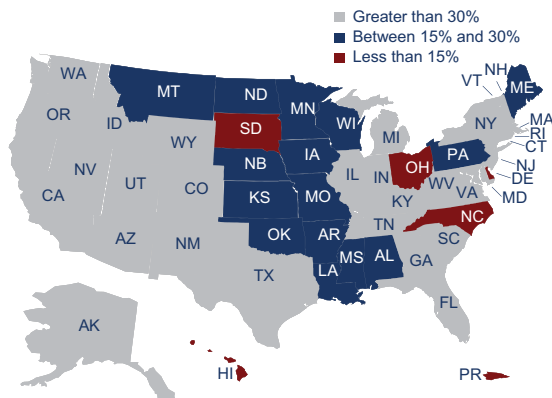 Greater than 30%
Between 15% and 30%
Less than 15%
WA
MT
ND
MN
WI
VT
NH
ME
OR
ID
SD
MI
NY
MA
RI
CT
WY
IA
PA
NJ
NV
NB
IL
IN
OH
DE
UT
CO
WV
VA
MD
CA
KS
MO
KY
NC
AZ
NM
OK
AR
TN
SC
TX
LA
MS
AL
GA
FL
AK
HI
PR